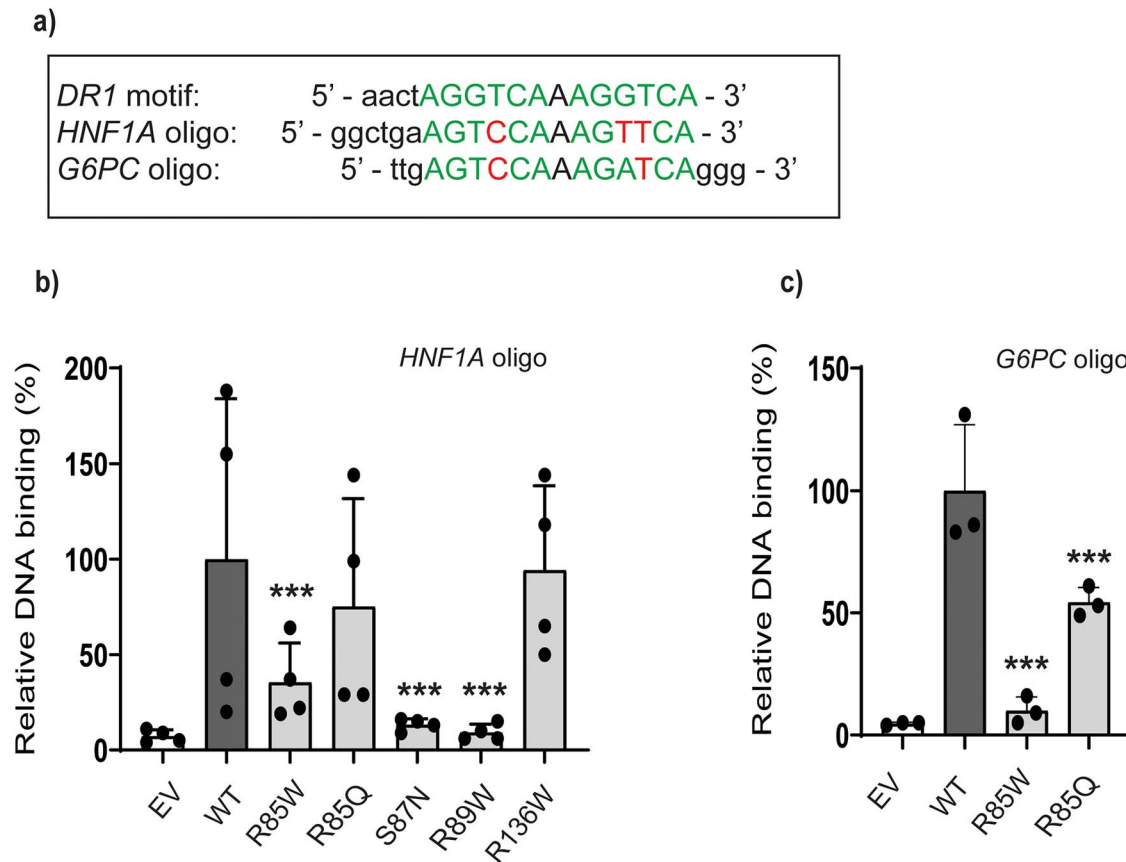 a)
DR1 motif: 5’ - aactAGGTCAAAGGTCA - 3’
HNF1A oligo: 5’ - ggctgaAGTCCAAAGTTCA - 3’
G6PC oligo: 5’ - ttgAGTCCAAAGATCAggg - 3’
b)
HNF1A oligo
Relative DNA binding (%)
200
150
100
50
0
***
***
***
EV
WT
R85W
R85Q
S87N
R89W
R136W
c)
G6PC oligo
Relative DNA binding (%)
150
100
50
0
***
***
EV
WT
R85W
R85Q